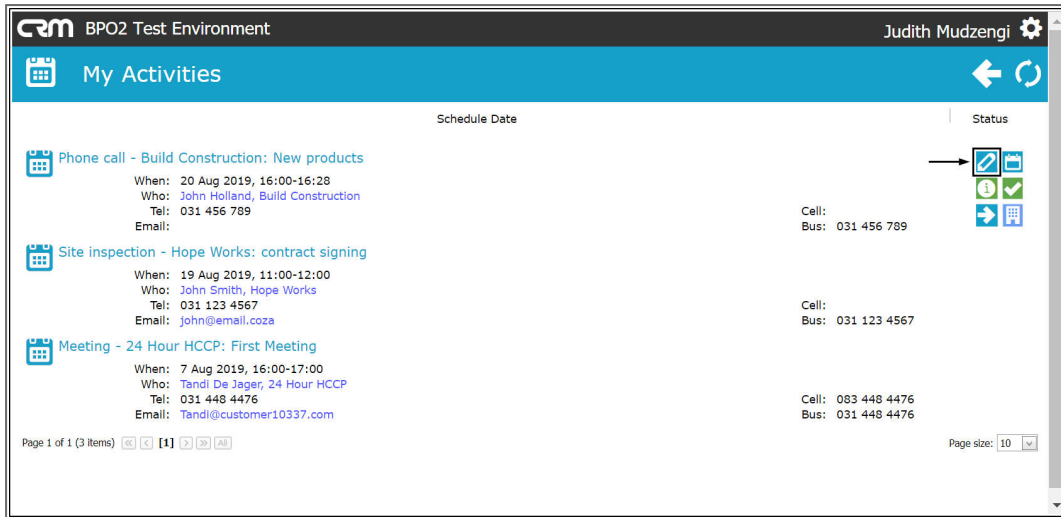 CRM BPO2 Test Environment Judith Mudzengi
My Activities
Schedule Date Status
Phone call - Build Construction: New products
When: 20 Aug 2019, 16:00-16:28
Who: John Holland, Build Construction
Tel: 031 456 789 Cell:
Email: Bus: 031 456 789
Site inspection - Hope Works: contract signing
When: 19 Aug 2019, 11:00-12:00
Who: John Smith, Hope Works
Tel: 031 123 4567 Cell:
Email: john@email.coza Bus: 031 123 4567
Meeting - 24 Hour HCCP: First Meeting
When: 7 Aug 2019, 16:00-17:00
Who: Tandi De Jager, 24 Hour HCCP
Tel: 031 448 4476 Cell: 083 448 4476
Email: Tandi@customer10337.com Bus: 031 448 4476
Page 1 of 1 (3 items) [1] All Page size: 10